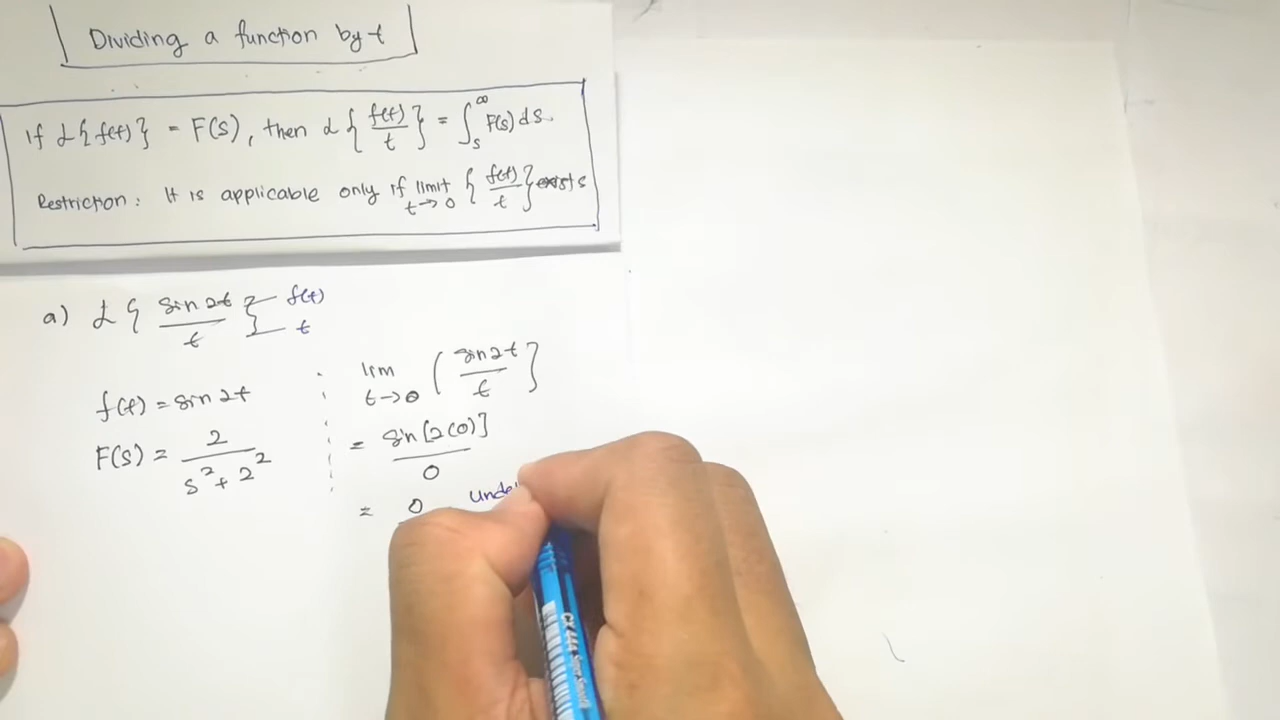 Dividing a function by t
If ℒ{f(t)} = F(s), then ℒ{f(t)/t} = ∫_s^∞ F(s) ds.
Restriction: It is applicable only if limit t→0 {f(t)/t} exists
a) ℒ{sin 2t / t} f(t)
t
f(t) = sin 2t
F(s) = 2 / s² + 2²
lim t→0 (sin 2t / t}
= sin[2(0)] / 0
= 0